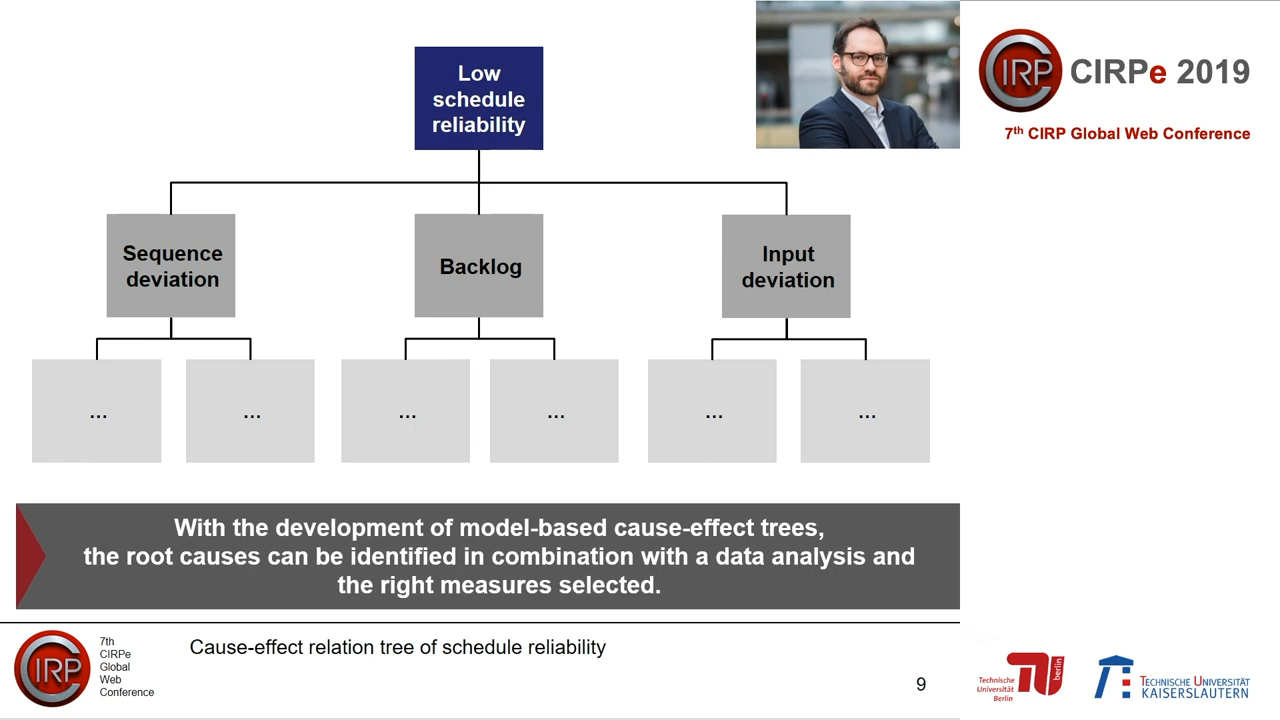 Low
schedule
reliability
CIRP
CIRPe 2019
7th CIRP Global Web Conference
Sequence
deviation
Backlog
Input
deviation
...
...
...
...
...
...
With the development of model-based cause-effect trees,
the root causes can be identified in combination with a data analysis and
the right measures selected.
CIRP
7th
CIRPe
Global
Web
Conference
Cause-effect relation tree of schedule reliability
9
Technische
Universität
Berlin
berlin
TECHNISCHE UNIVERSITÄT
KAISERSLAUTERN